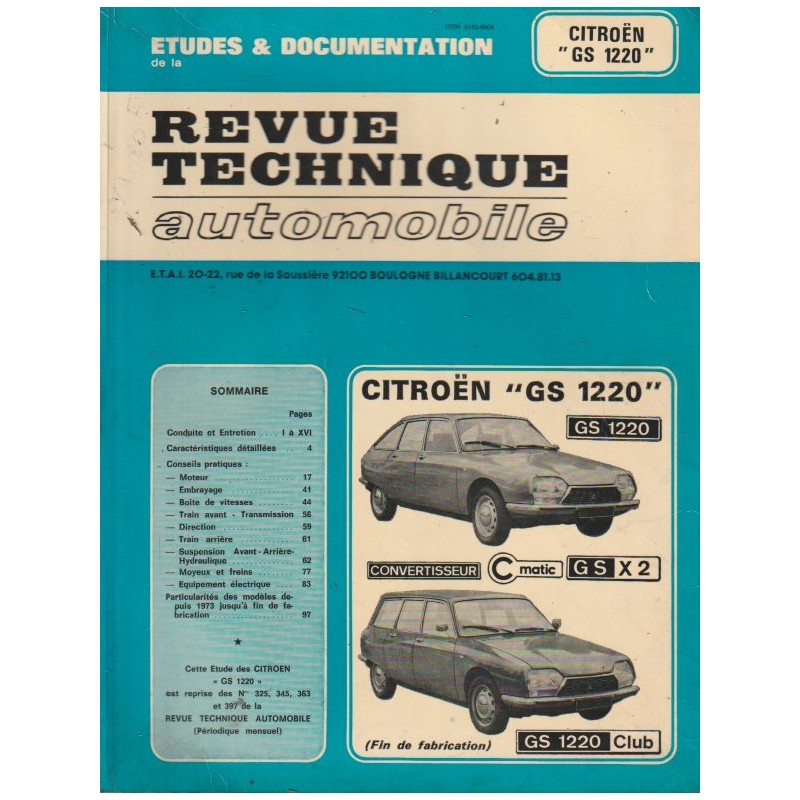 ISSN 0152-9003
ETUDES & DOCUMENTATION
de la
CITROËN
"GS 1220"
REVUE
TECHNIQUE
automobile
E.T.A.I. 20-22, rue de la Saussière 92100 BOULOGNE BILLANCOURT 604.81.13
SOMMAIRE
Pages
Conduite et Entretien .... I à XVI
Caractéristiques détaillées .. 4
Conseils pratiques :
— Moteur .......... 17
— Embrayage .......... 41
— Boîte de vitesses ...... 44
— Train avant - Transmission 56
— Direction .......... 59
— Train arrière ........ 61
— Suspension Avant-Arrière-
Hydraulique .......... 62
— Moyeux et freins ...... 77
— Equipement électrique .... 83
Particularités des modèles de-
puis 1973 jusqu'à fin de fa-
brication .............. 97
★
Cette Etude des CITROEN
« GS 1220 »
est reprise des Nos 325, 345, 363
et 397 de la
REVUE TECHNIQUE AUTOMOBILE
(Périodique mensuel)
CITROËN "GS 1220"
GS 1220
CONVERTISSEUR C matic GS X2
(Fin de fabrication) GS 1220 Club